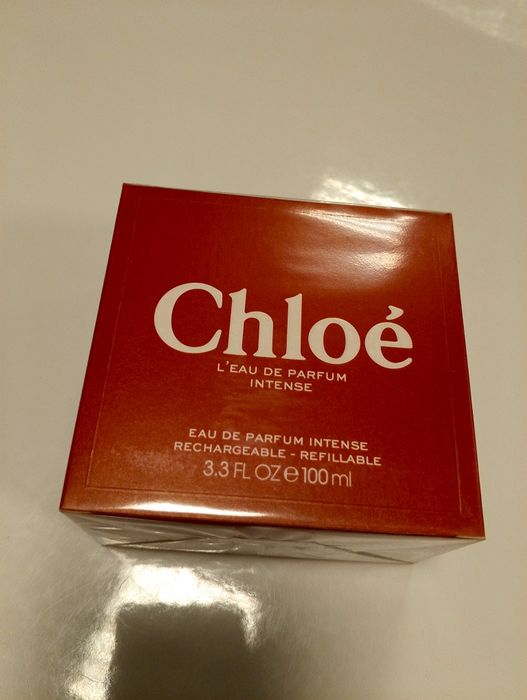 Chloé
L'EAU DE PARFUM
INTENSE
EAU DE PARFUM INTENSE
RECHARGEABLE - REFILLABLE
3.3 FL OZ ℮ 100 ml